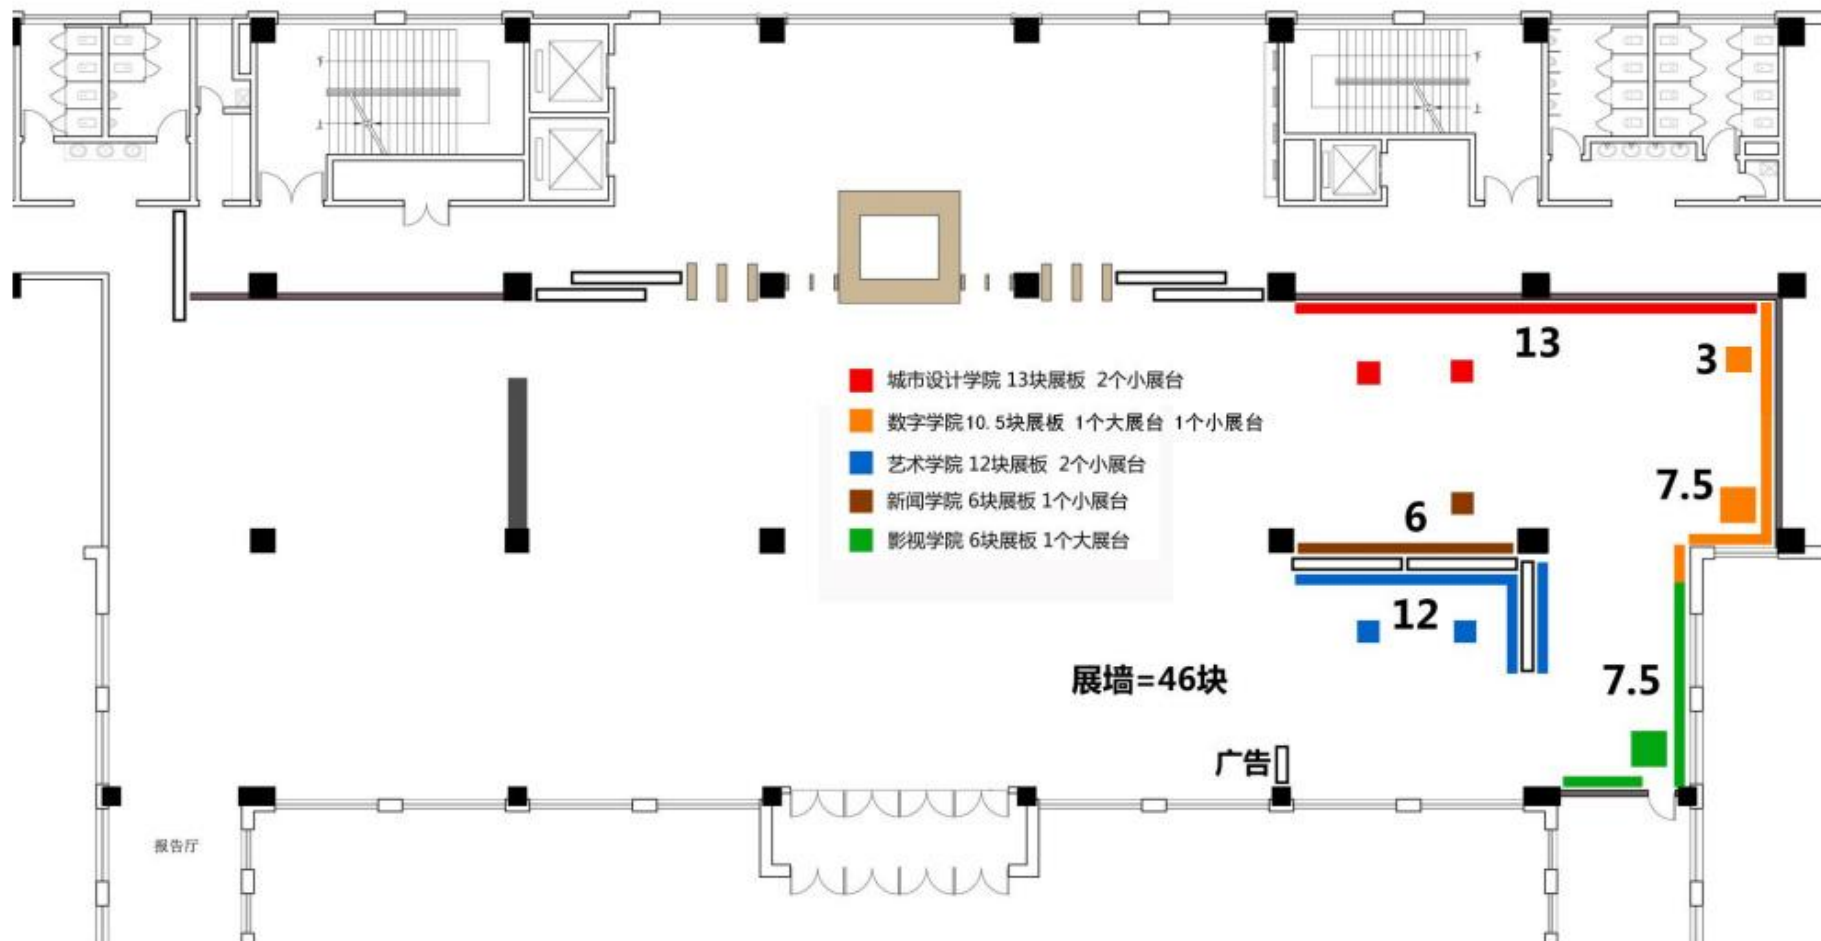 下
上
下
上
13
3
城市设计学院 13块展板 2个小展台
数字学院10.5块展板 1个大展台 1个小展台
艺术学院 12块展板 2个小展台
新闻学院 6块展板 1个小展台
影视学院 6块展板 1个大展台
7.5
6
12
展墙=46块
7.5
广告
报告厅